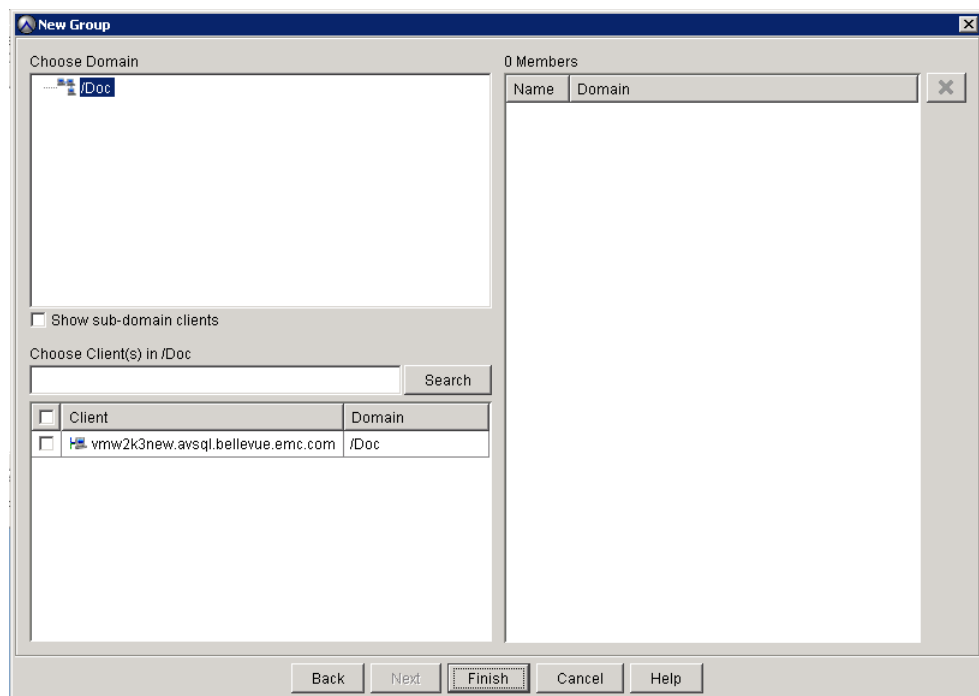 New Group
Choose Domain
/Doc
Show sub-domain clients
Choose Client(s) in /Doc
Search
Client Domain
vmw2k3new.avsql.bellevue.emc.com /Doc
0 Members
Name Domain
Back Next Finish Cancel Help